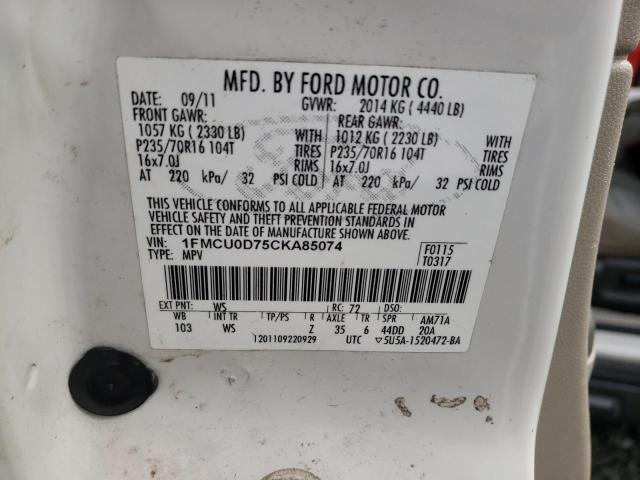 MFD. BY FORD MOTOR CO.
DATE: 09/11 GVWR: 2014 KG (4440 LB)
FRONT GAWR: REAR GAWR:
1057 KG (2330 LB) WITH 1012 KG (2230 LB) WITH
P235/70R16 104T TIRES P235/70R16 104T TIRES
16x7.0J RIMS 16x7.0J RIMS
AT 220 kPa/ 32 PSI COLD AT 220 kPa/ 32 PSI COLD
THIS VEHICLE CONFORMS TO ALL APPLICABLE FEDERAL MOTOR
VEHICLE SAFETY AND THEFT PREVENTION STANDARDS IN
EFFECT ON THE DATE OF MANUFACTURE SHOWN ABOVE.
VIN: 1FMCU0D75CKA85074 F0115
TYPE: MPV T0317
EXT PNT: WS RC: 72 DSO:
WB INT TR TP/PS R AXLE TR SPR AM71A
103 WS Z 35 6 44DD 20A
1201109220929 UTC ▽5U5A-1520472-BA